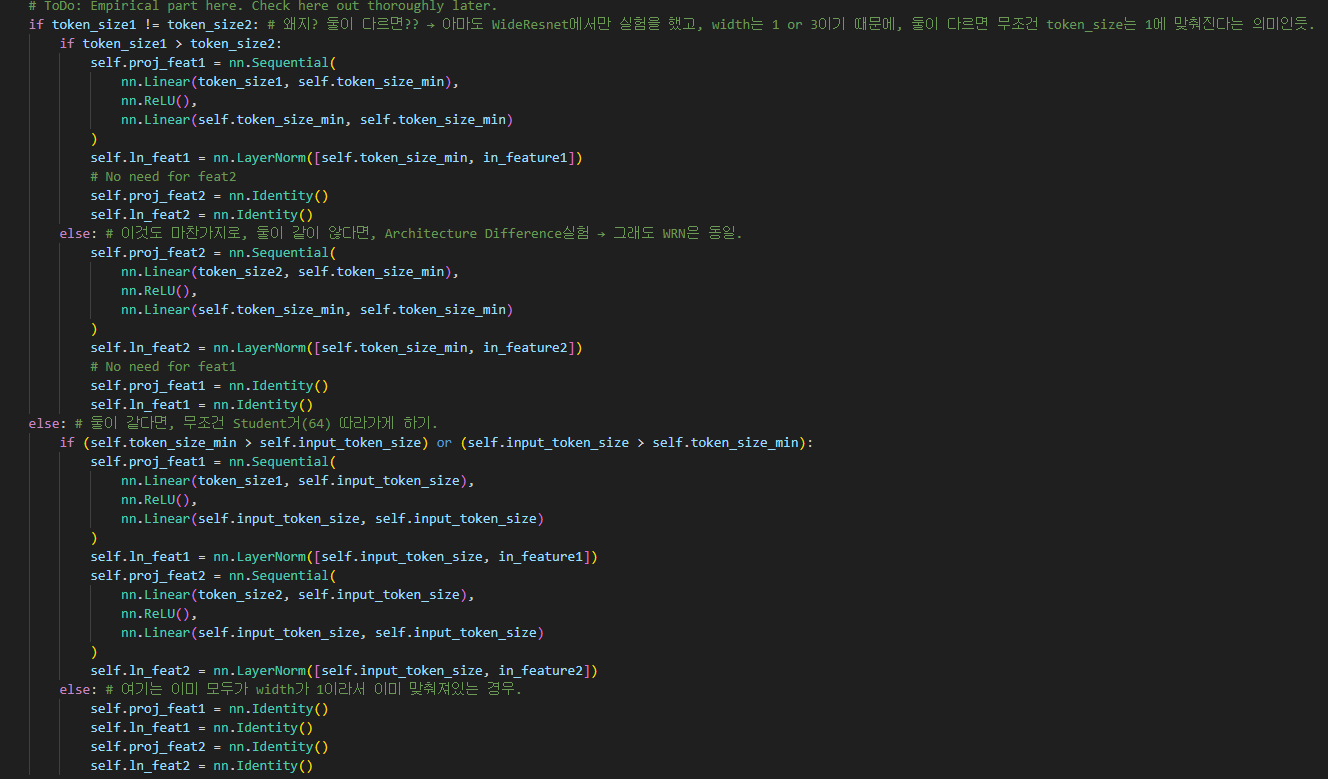 # ToDo: Empirical part here. Check here out thoroughly later.
if token_size1 != token_size2: # 왜지? 둘이 다르면?? → 아마도 WideResnet에서만 실험을 했고, width는 1 or 3이기 때문에, 둘이 다르면 무조건 token_size는 1에 맞춰진다는 의미인듯.
if token_size1 > token_size2:
self.proj_feat1 = nn.Sequential(
nn.Linear(token_size1, self.token_size_min),
nn.ReLU(),
nn.Linear(self.token_size_min, self.token_size_min)
)
self.ln_feat1 = nn.LayerNorm([self.token_size_min, in_feature1])
# No need for feat2
self.proj_feat2 = nn.Identity()
self.ln_feat2 = nn.Identity()
else: # 이것도 마찬가지로, 둘이 같이 않다면, Architecture Difference실험 → 그래도 WRN은 동일.
self.proj_feat2 = nn.Sequential(
nn.Linear(token_size2, self.token_size_min),
nn.ReLU(),
nn.Linear(self.token_size_min, self.token_size_min)
)
self.ln_feat2 = nn.LayerNorm([self.token_size_min, in_feature2])
# No need for feat1
self.proj_feat1 = nn.Identity()
self.ln_feat1 = nn.Identity()
else: # 둘이 같다면, 무조건 Student거(64) 따라가게 하기.
if (self.token_size_min > self.input_token_size) or (self.input_token_size > self.token_size_min):
self.proj_feat1 = nn.Sequential(
nn.Linear(token_size1, self.input_token_size),
nn.ReLU(),
nn.Linear(self.input_token_size, self.input_token_size)
)
self.ln_feat1 = nn.LayerNorm([self.input_token_size, in_feature1])
self.proj_feat2 = nn.Sequential(
nn.Linear(token_size2, self.input_token_size),
nn.ReLU(),
nn.Linear(self.input_token_size, self.input_token_size)
)
self.ln_feat2 = nn.LayerNorm([self.input_token_size, in_feature2])
else: # 여기는 이미 모두가 width가 1이라서 이미 맞춰져있는 경우.
self.proj_feat1 = nn.Identity()
self.ln_feat1 = nn.Identity()
self.proj_feat2 = nn.Identity()
self.ln_feat2 = nn.Identity()